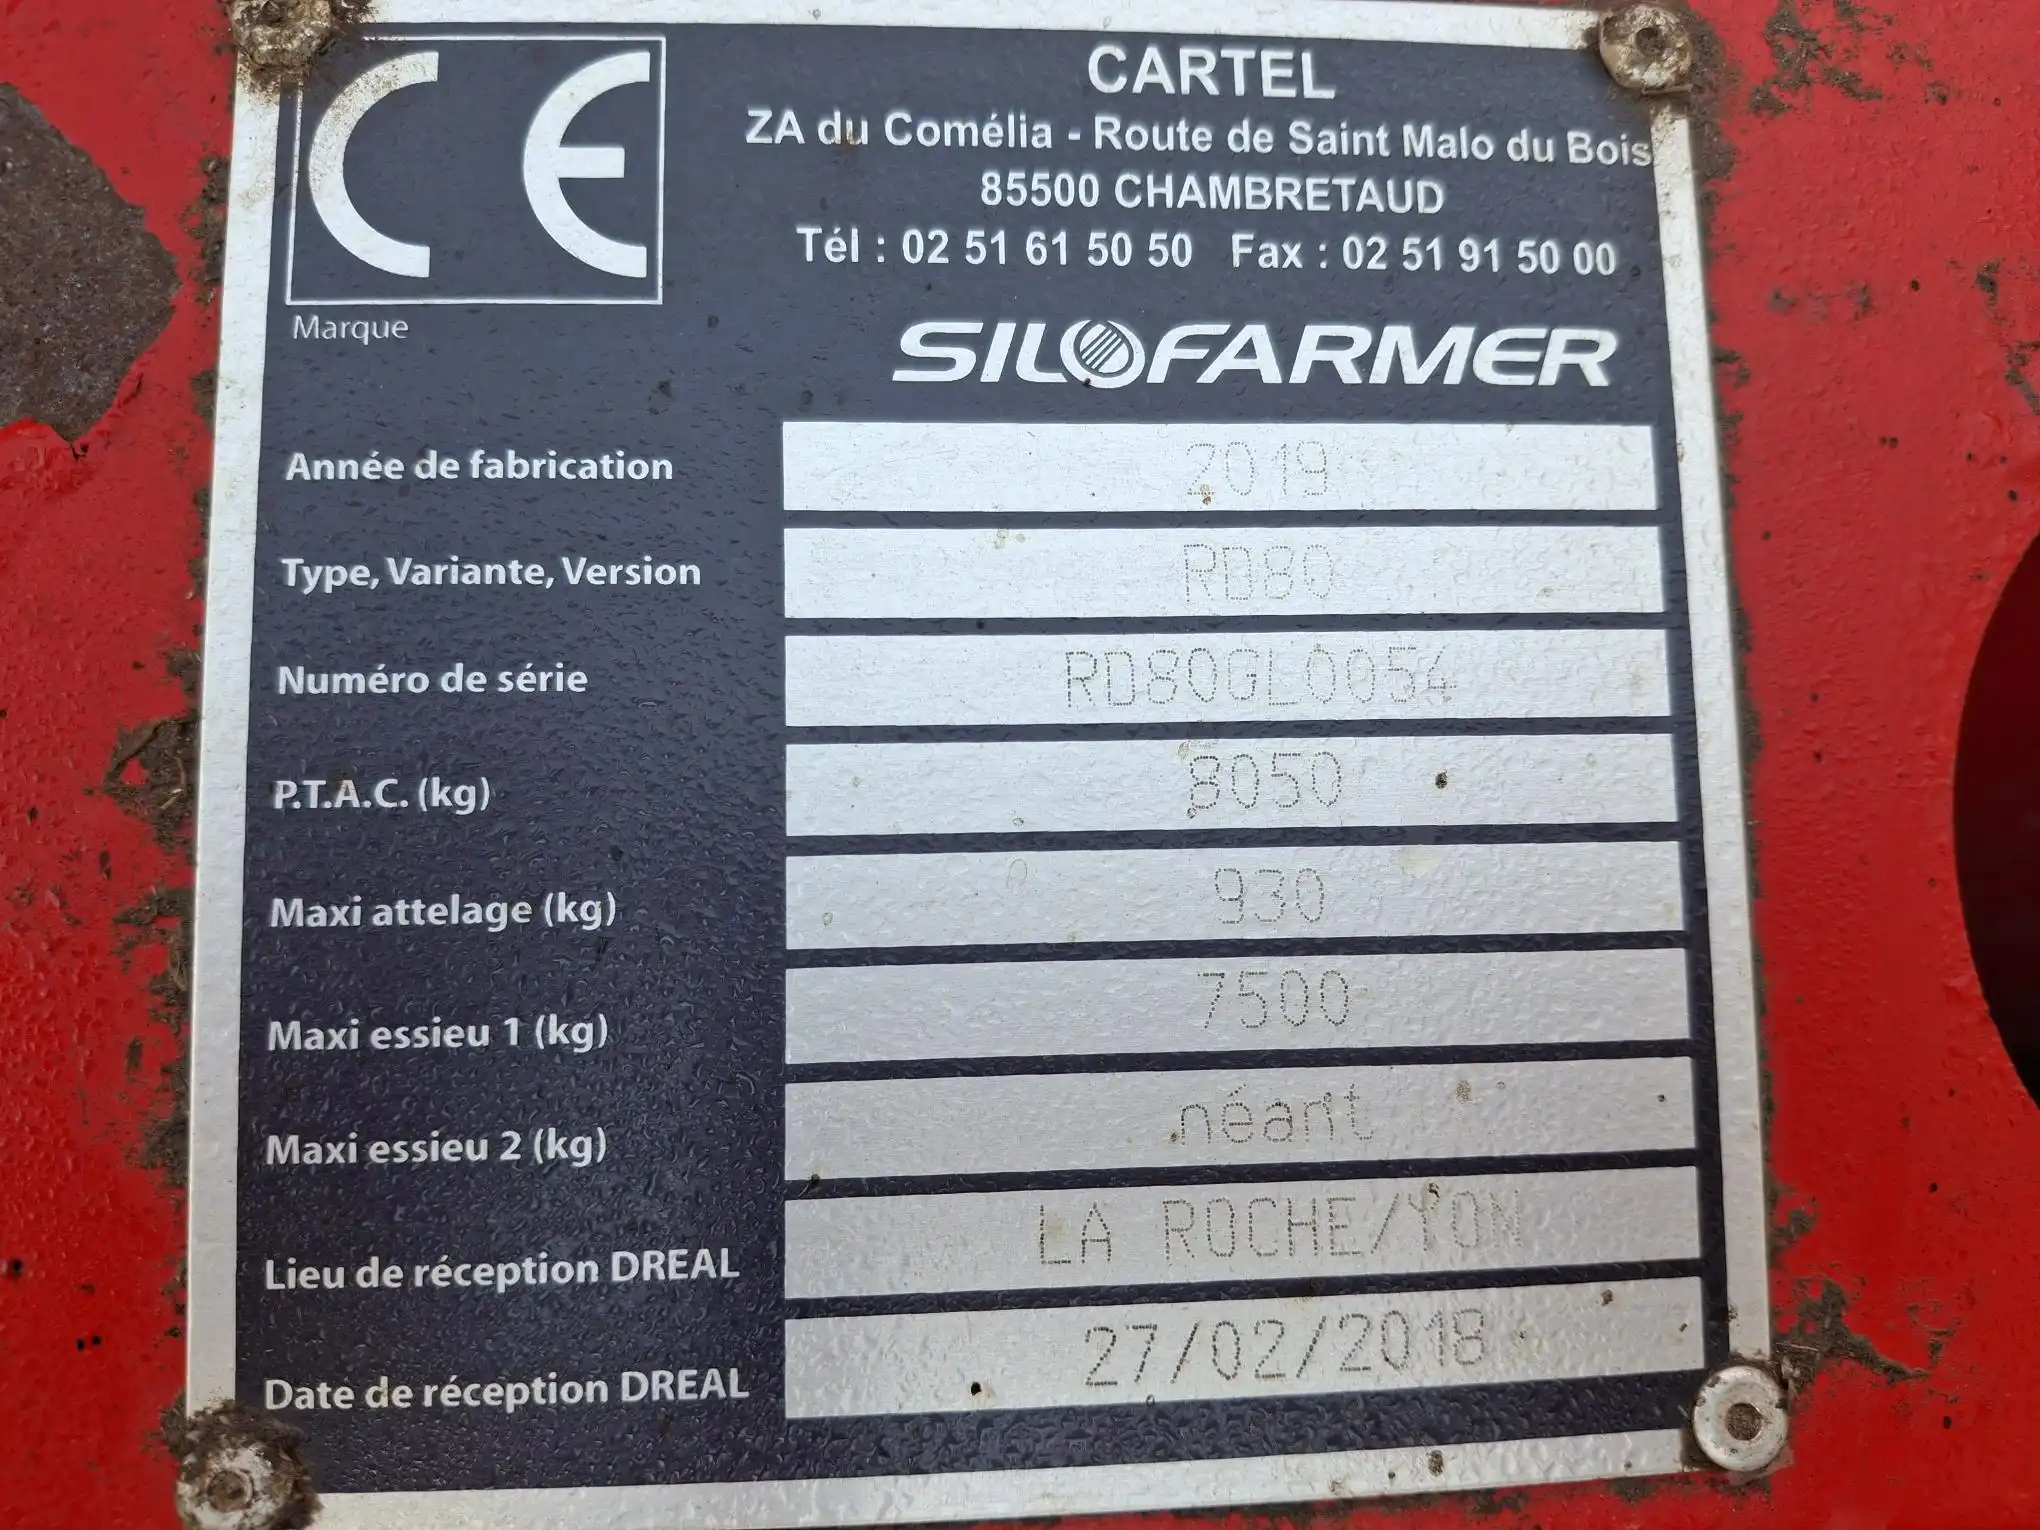 CE
CARTEL
ZA du Comélia - Route de Saint Malo du Bois
85500 CHAMBRETAUD
Tél : 02 51 61 50 50 Fax : 02 51 91 50 00
Marque SILOFARMER
Année de fabrication 2019
Type, Variante, Version RD80
Numéro de série RD80GL0054
P.T.A.C. (kg) 8050
Maxi attelage (kg) 930
Maxi essieu 1 (kg) 7500
Maxi essieu 2 (kg) néant
Lieu de réception DREAL LA ROCHE/YON
Date de réception DREAL 27/02/2018